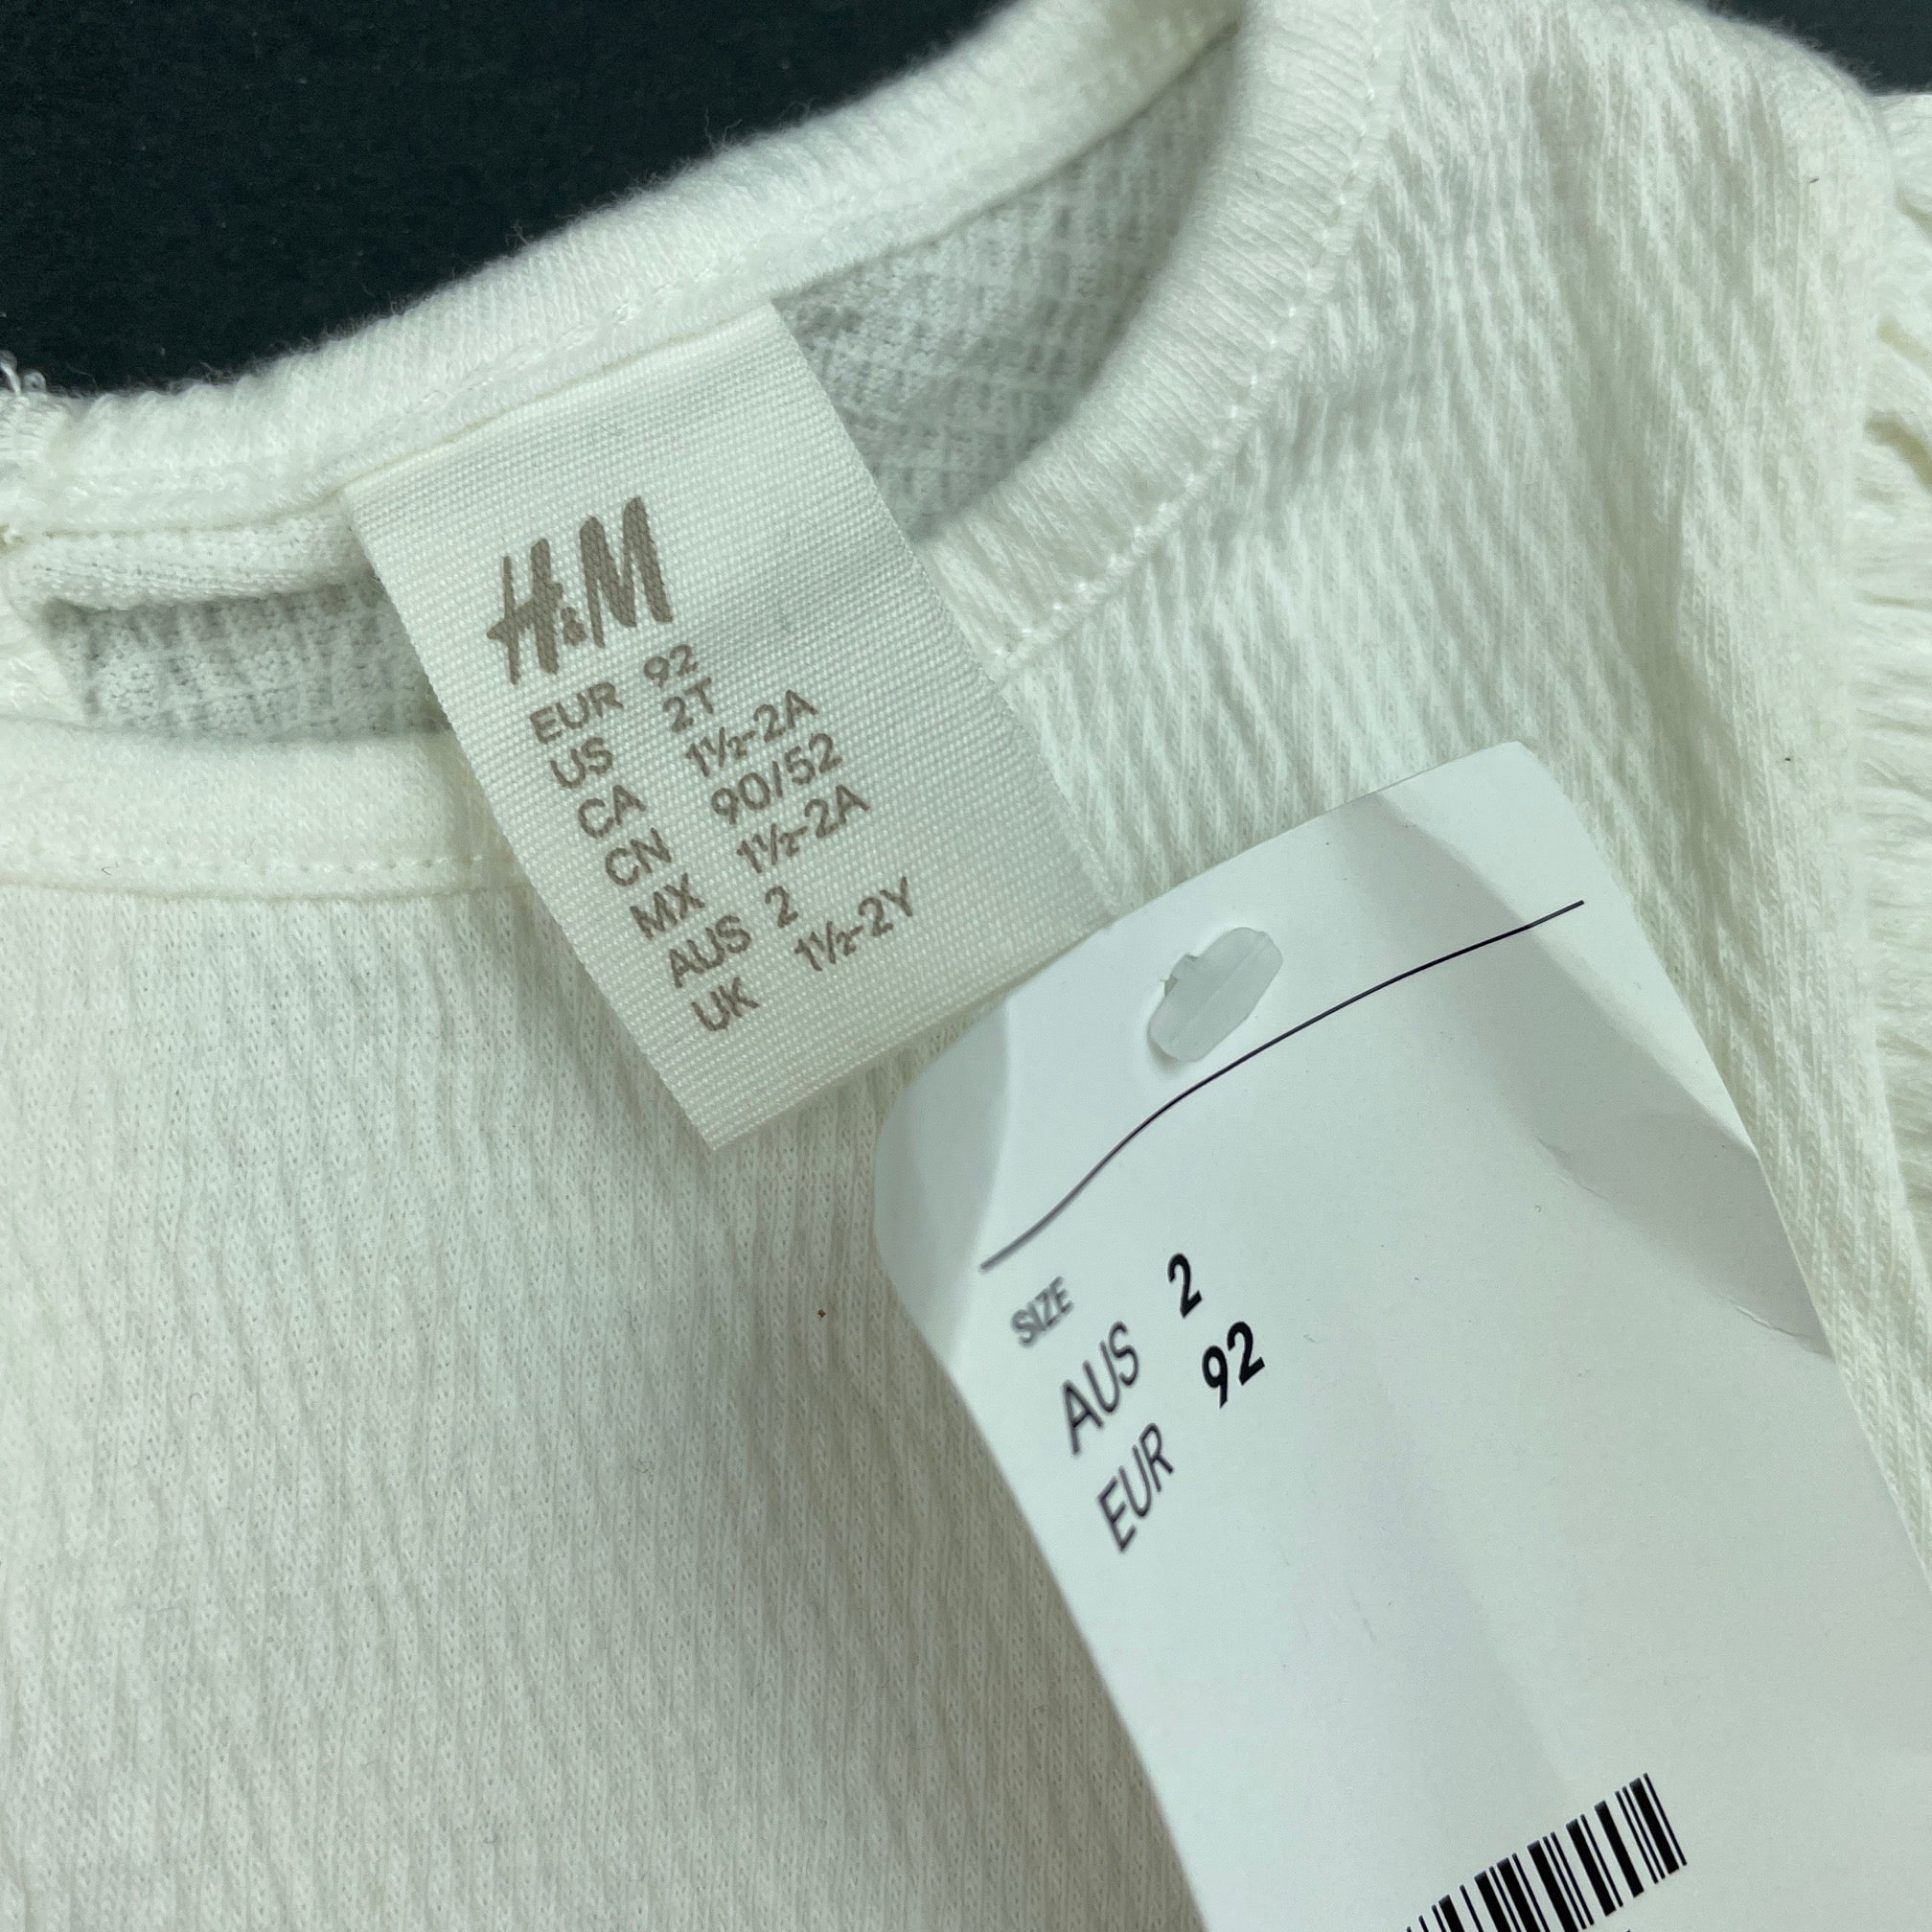 H&M
EUR 92
US 2T
CA 1½-2A
CN 90/52
MX 1½-2A
AUS 2
UK 1½-2Y
SIZE
AUS 2
EUR 92